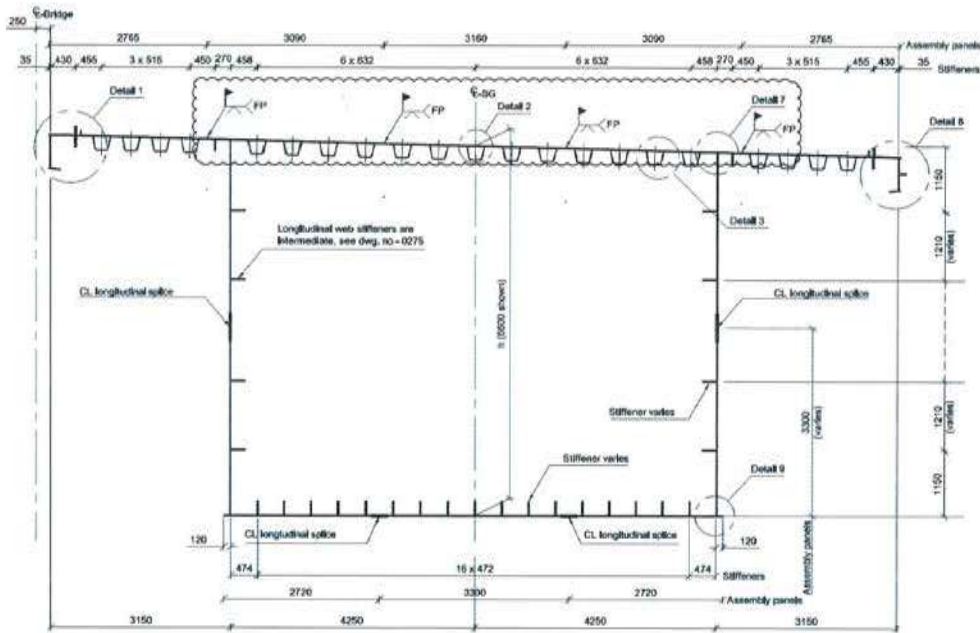 ℄-Bridge
250
2765 3090 3160 3090 2765 Assembly panels
35 430 455 3 x 515 450 270 458 6 x 632 6 x 632 458 270 450 3 x 515 455 430 35 Stiffeners
Detail 1
FP
FP
℄-SG
Detail 2
FP
Detail 7
FP
Detail 8
Detail 3
1150
1210
(varies)
Longitudinal web stiffeners are
intermediate, see dwg. no - 0275
CL longitudinal splice
CL longitudinal splice
h (6600 shown)
Stiffener varies
3300
(varies)
1210
(varies)
Stiffener varies
Detail 9
1150
CL longitudinal splice
CL longitudinal splice
120
120
474 16 x 472 474 Stiffeners
Assembly panels
2720 3300 2720 Assembly panels
3150 4250 4250 3150